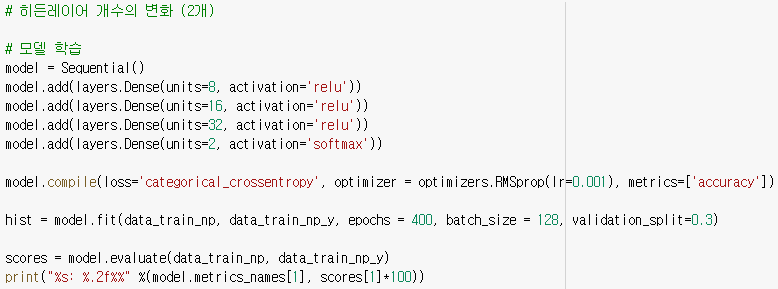 # 히든레이어 개수의 변화 (2개)
# 모델 학습
model = Sequential()
model.add(layers.Dense(units=8, activation='relu'))
model.add(layers.Dense(units=16, activation='relu'))
model.add(layers.Dense(units=32, activation='relu'))
model.add(layers.Dense(units=2, activation='softmax'))
model.compile(loss='categorical_crossentropy', optimizer = optimizers.RMSprop(lr=0.001), metrics=['accuracy'])
hist = model.fit(data_train_np, data_train_np_y, epochs = 400, batch_size = 128, validation_split=0.3)
scores = model.evaluate(data_train_np, data_train_np_y)
print("%s: %.2f%%" %(model.metrics_names[1], scores[1]*100))